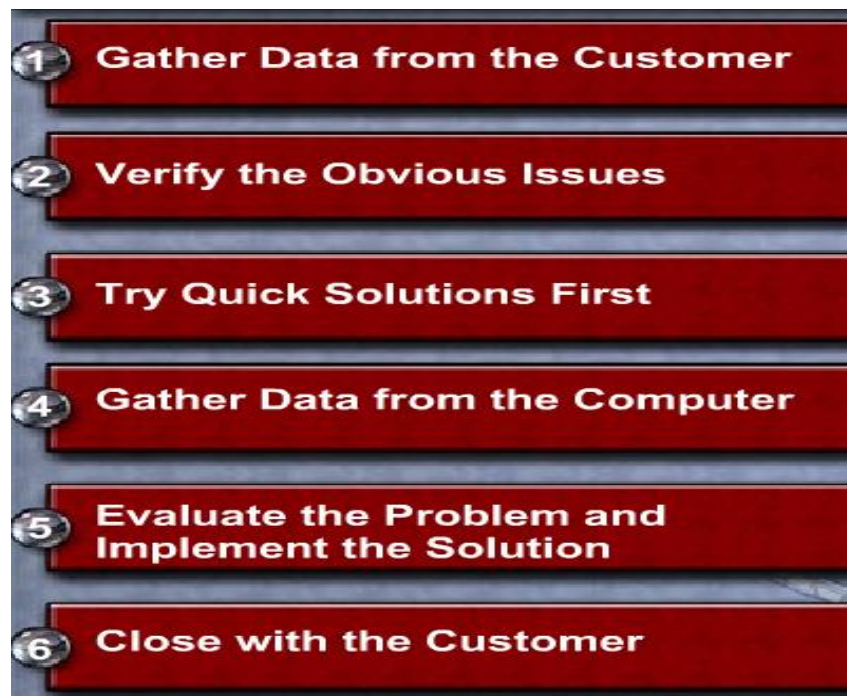 1 Gather Data from the Customer
2 Verify the Obvious Issues
3 Try Quick Solutions First
4 Gather Data from the Computer
5 Evaluate the Problem and
Implement the Solution
6 Close with the Customer